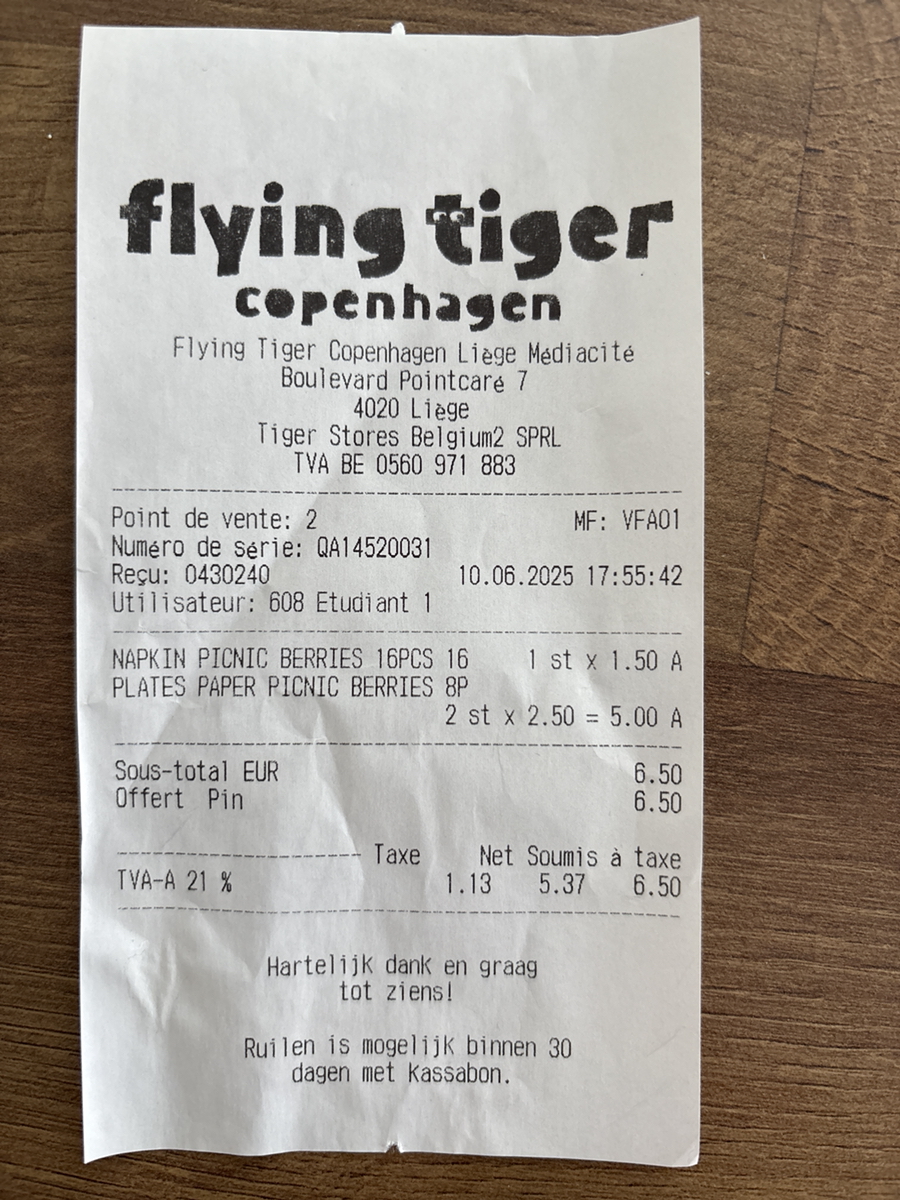 flying tiger
copenhagen
Flying Tiger Copenhagen Liège Médiacité
Boulevard Pointcaré 7
4020 Liège
Tiger Stores Belgium2 SPRL
TVA BE 0560 971 883
Point de vente: 2 MF: VFA01
Numéro de série: QA14520031
Reçu: 0430240 10.06.2025 17:55:42
Utilisateur: 608 Etudiant 1
NAPKIN PICNIC BERRIES 16PCS 16 1 st x 1.50 A
PLATES PAPER PICNIC BERRIES 8P
2 st x 2.50 = 5.00 A
Sous-total EUR 6.50
Offert Pin 6.50
Taxe Net Soumis à taxe
TVA-A 21 % 1.13 5.37 6.50
Hartelijk dank en graag
tot ziens!
Ruilen is mogelijk binnen 30
dagen met Kassabon.